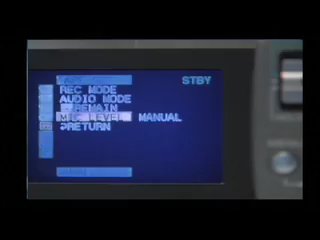 STBY
REC MODE
AUDIO MODE
REMAIN
MIC LEVEL MANUAL
RETURN